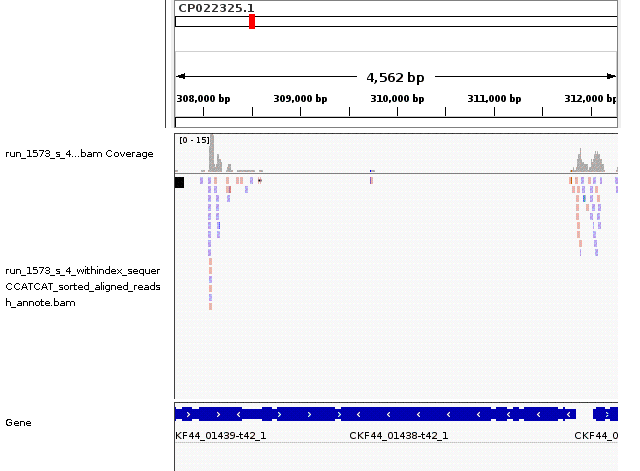 CP022325.1
4,562 bp
308,000 bp 309,000 bp 310,000 bp 311,000 bp 312,000 bp
[0 - 15]
run_1573_s_4...bam Coverage
run_1573_s_4_withindex_sequer
CCATCAT_sorted_aligned_reads
h_annote.bam
Gene
KF44_01439-t42_1 CKF44_01438-t42_1 CKF44_0